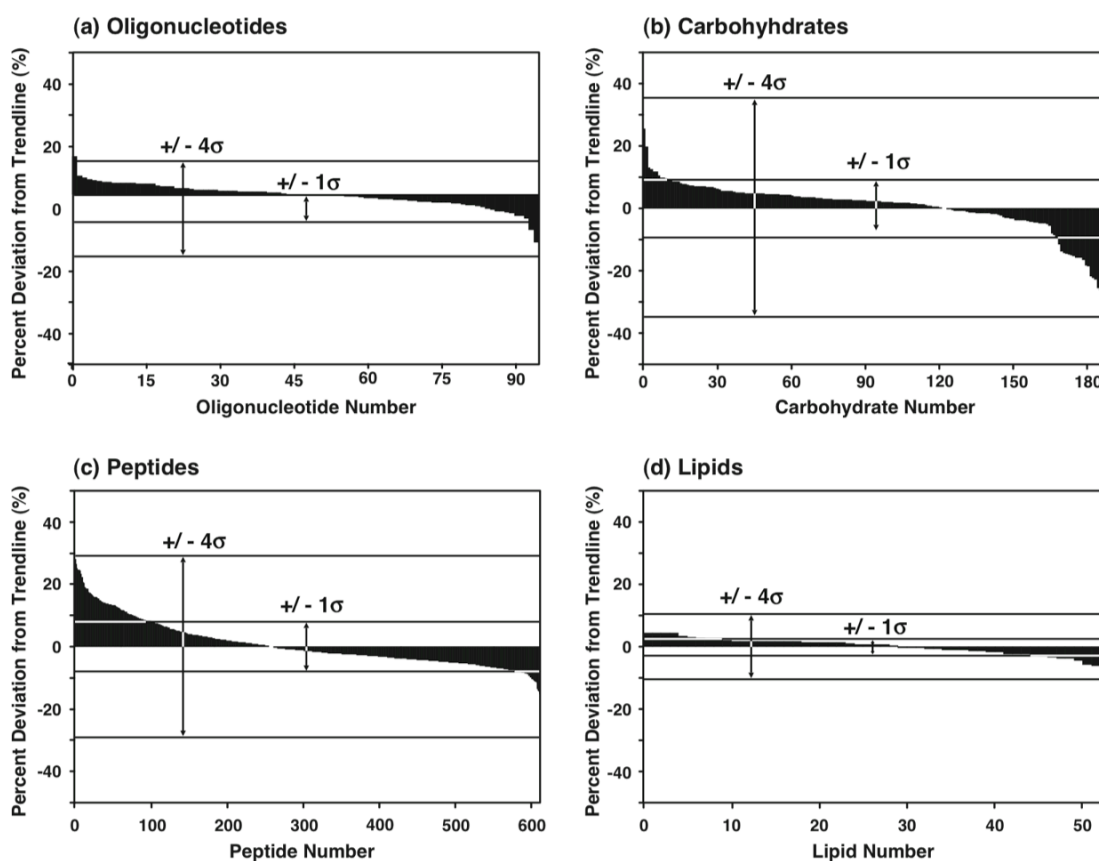 (a) Oligonucleotides
Percent Deviation from Trendline (%)
40
20
0
-20
-40
+/ - 4σ
+/ - 1σ
0 15 30 45 60 75 90
Oligonucleotide Number
(b) Carbohyhdrates
Percent Deviation from Trendline (%)
40
20
0
-20
-40
+/ - 4σ
+/ - 1σ
0 30 60 90 120 150 180
Carbohydrate Number
(c) Peptides
Percent Deviation from Trendline (%)
40
20
0
-20
-40
+/ - 4σ
+/ - 1σ
0 100 200 300 400 500 600
Peptide Number
(d) Lipids
Percent Deviation from Trendline (%)
40
20
0
-20
-40
+/ - 4σ
+/ - 1σ
0 10 20 30 40 50
Lipid Number